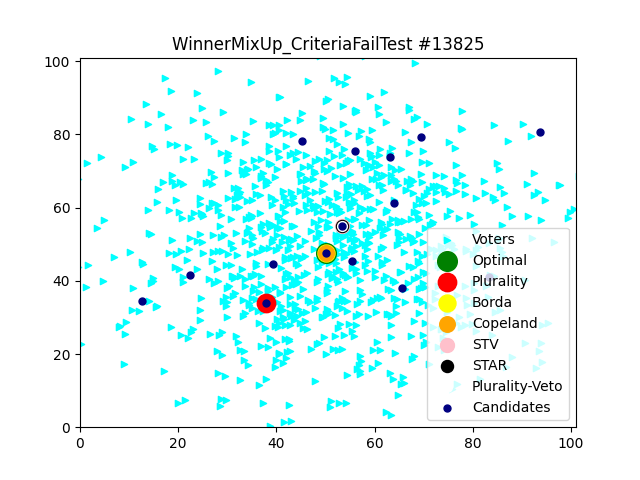 WinnerMixUp_CriteriaFailTest #13825
100
80
60
40
20
0
0
20
40
60
80
100
Voters
Optimal
Plurality
Borda
Copeland
STV
STAR
Plurality-Veto
Candidates